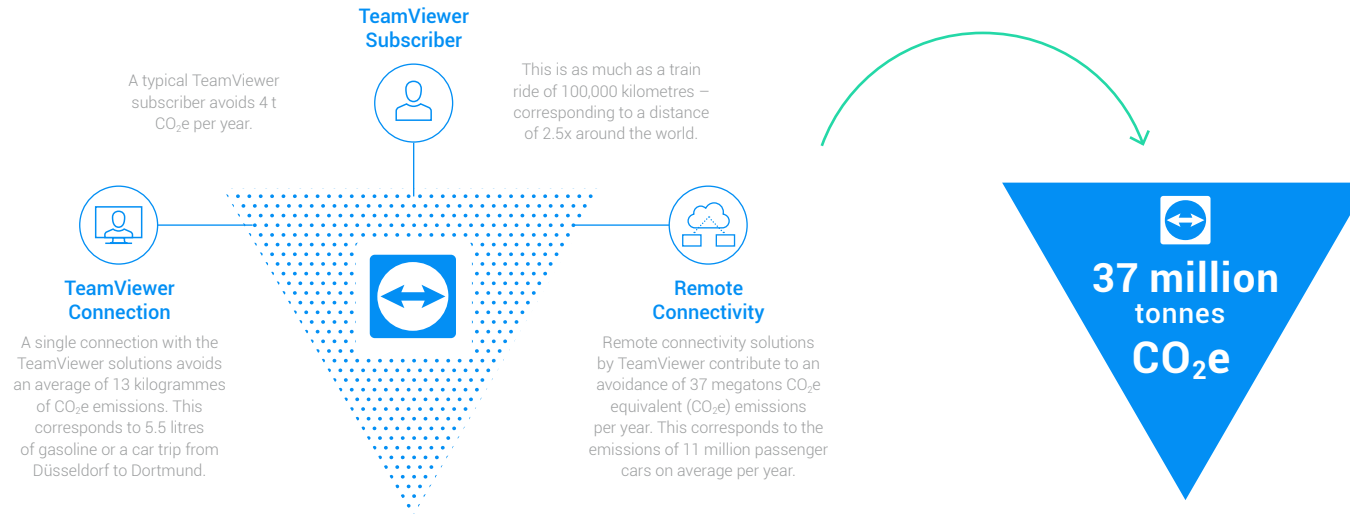 TeamViewer
Subscriber
A typical TeamViewer
subscriber avoids 4 t
CO₂e per year.
This is as much as a train
ride of 100,000 kilometres –
corresponding to a distance
of 2.5x around the world.
TeamViewer
Connection
A single connection with the
TeamViewer solutions avoids
an average of 13 kilogrammes
of CO₂e emissions. This
corresponds to 5.5 litres
of gasoline or a car trip from
Düsseldorf to Dortmund.
Remote
Connectivity
Remote connectivity solutions
by TeamViewer contribute to an
avoidance of 37 megatons CO₂e
equivalent (CO₂e) emissions
per year. This corresponds to the
emissions of 11 million passenger
cars on average per year.
37 million
tonnes
CO₂e